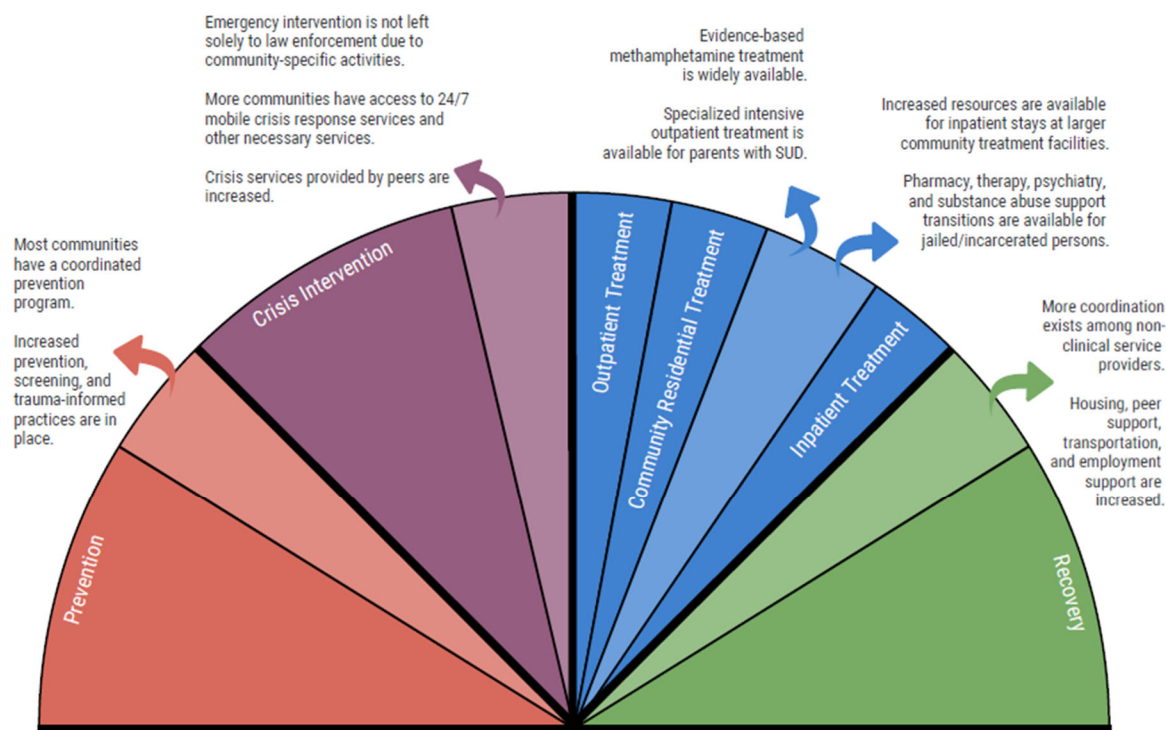 Emergency intervention is not left
solely to law enforcement due to
community-specific activities.
More communities have access to 24/7
mobile crisis response services and
other necessary services.
Crisis services provided by peers are
increased.
Evidence-based
methamphetamine treatment
is widely available.
Specialized intensive
outpatient treatment is
available for parents with SUD.
Increased resources are available
for inpatient stays at larger
community treatment facilities.
Pharmacy, therapy, psychiatry,
and substance abuse support
transitions are available for
jailed/incarcerated persons.
Most communities
have a coordinated
prevention
program.
Increased
prevention,
screening, and
trauma-informed
practices are in
place.
More coordination
exists among non-
clinical service
providers.
Housing, peer
support,
transportation,
and employment
support are
increased.
Prevention
Crisis Intervention
Outpatient Treatment
Community Residential Treatment
Inpatient Treatment
Recovery